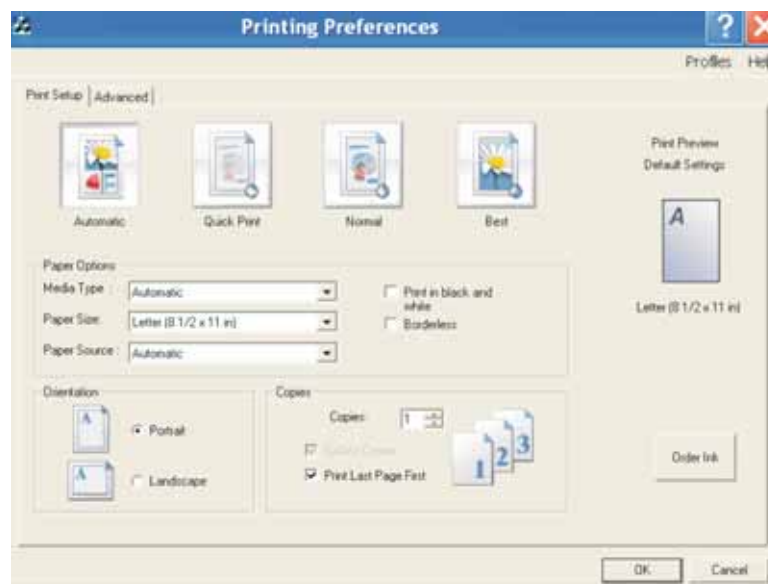 Printing Preferences
Profiles Hel
Print Setup Advanced
Automatic Quick Print Normal Best
Print Preview
Default Settings
A
Letter (8 1/2 x 11 in)
Paper Options
Media Type : Automatic
Paper Size: Letter (8 1/2 x 11 in)
Paper Source : Automatic
Print in black and
white
Borderless
Orientation
A Portrait
A Landscape
Copies
Copies: 1
Collate Copies
Print Last Page First
1 2 3
Order Ink
OK Cancel